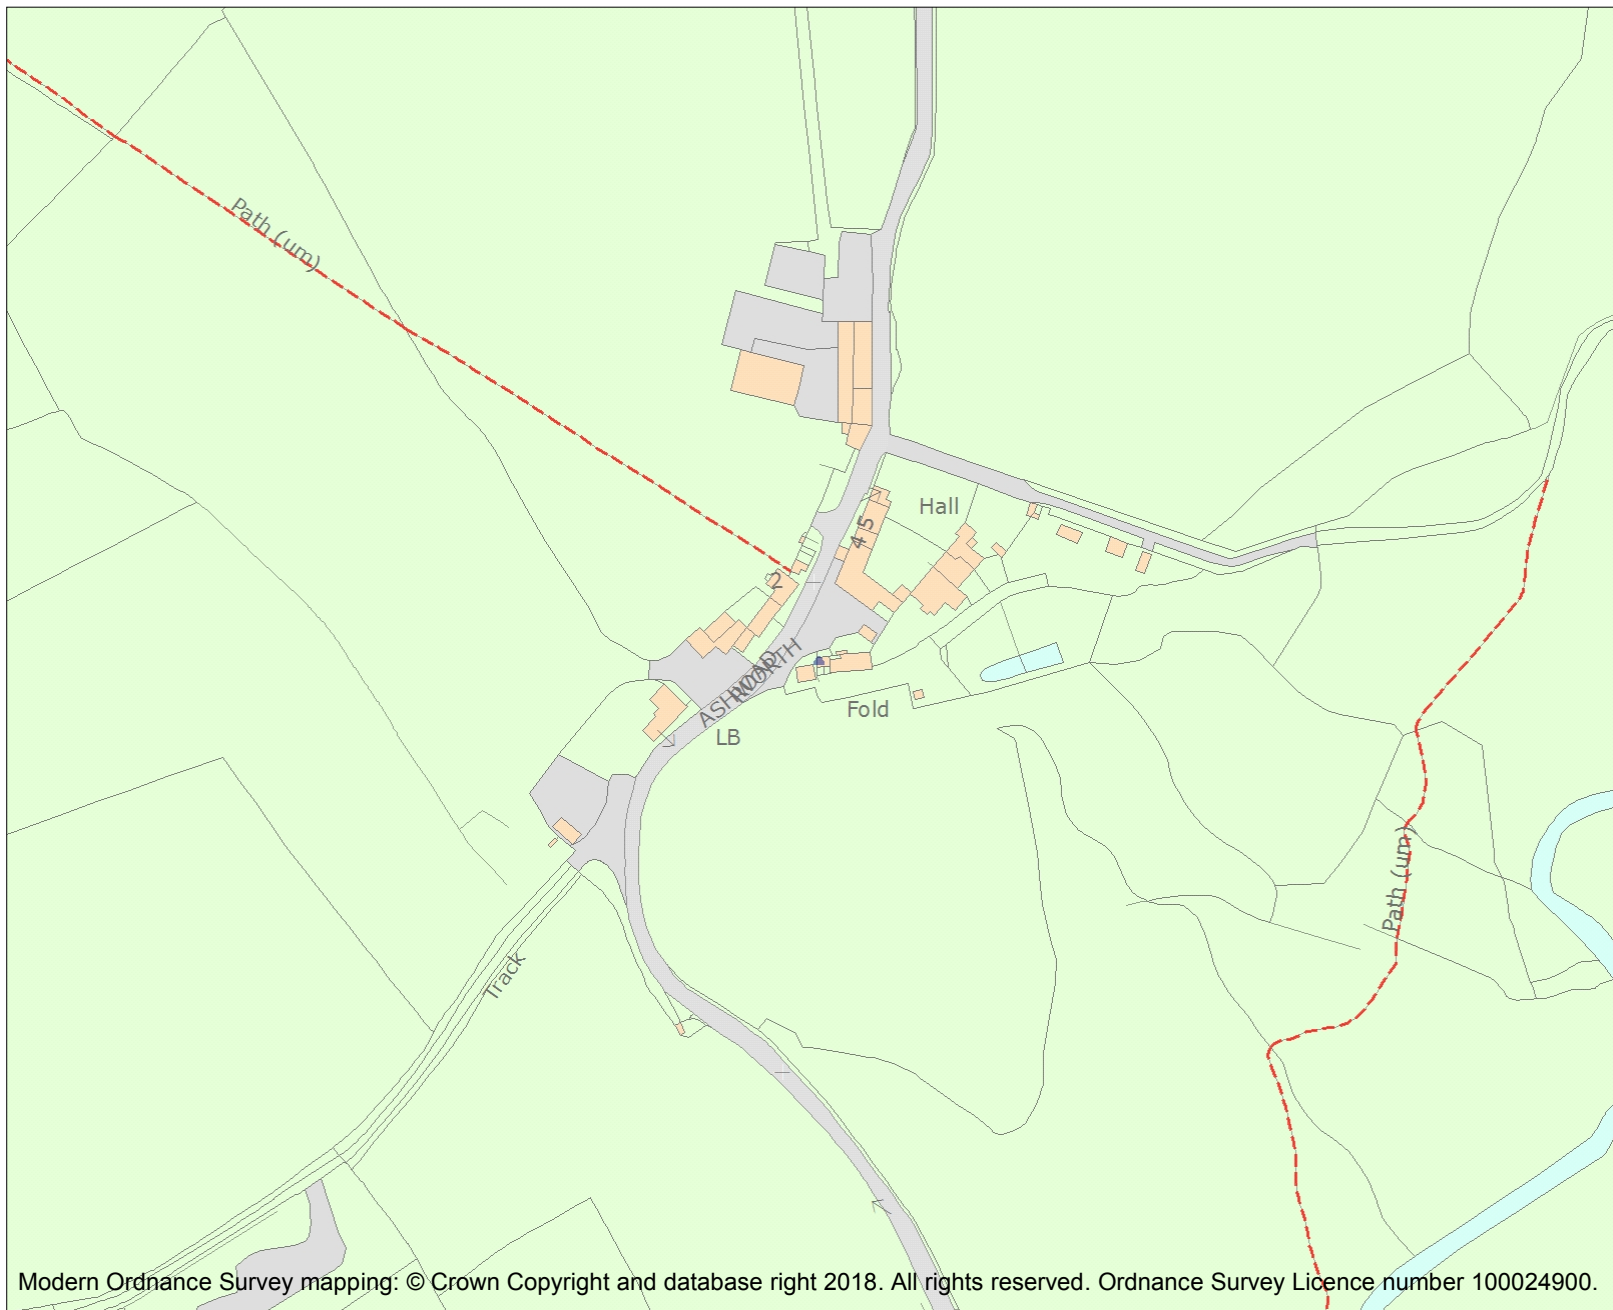 Path (um)
Hall
4 5
2
ASHWORTH
ROAD
Fold
LB
Path (um)
Track
Modern Ordnance Survey mapping: © Crown Copyright and database right 2018. All rights reserved. Ordnance Survey Licence number 100024900.